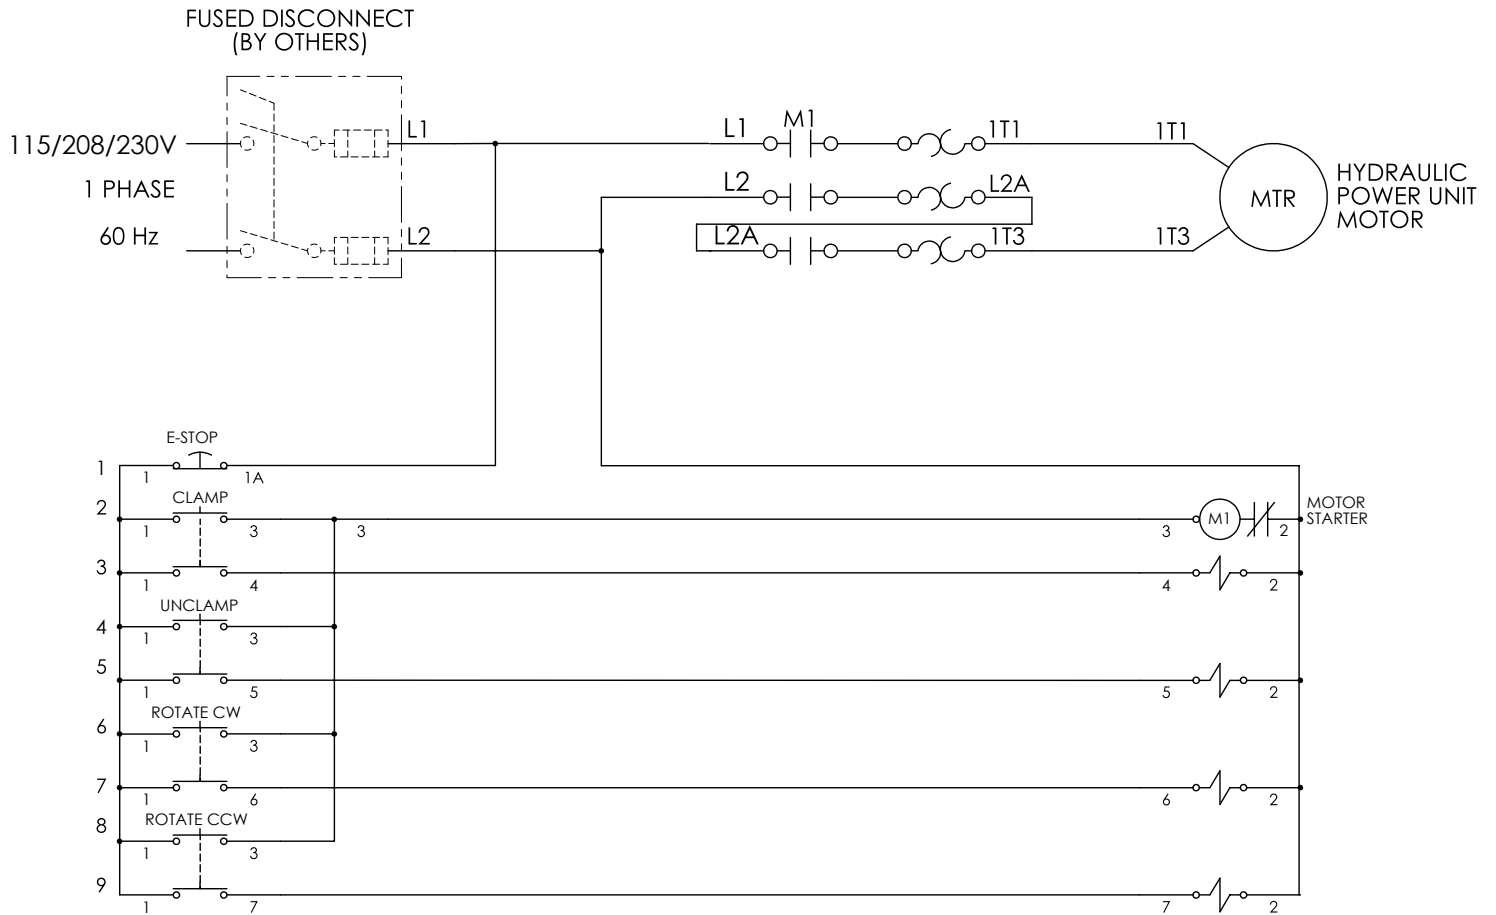 FUSED DISCONNECT
(BY OTHERS)
115/208/230V
1 PHASE
60 Hz
L1
L2
L1
M1
1T1
1T1
L2
L2A
L2A
1T3
1T3
MTR
HYDRAULIC
POWER UNIT
MOTOR
E-STOP
1
1
1A
CLAMP
2
1
3
3
3
M1
2
MOTOR
STARTER
3
1
4
4
2
UNCLAMP
4
1
3
5
1
5
5
2
ROTATE CW
6
1
3
7
1
6
6
2
ROTATE CCW
8
1
3
9
1
7
7
2